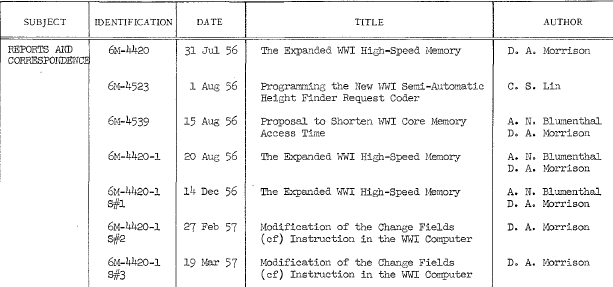 SUBJECT IDENTIFICATION DATE TITLE AUTHOR
REPORTS AND 6M-4420 31 Jul 56 The Expanded WWI High-Speed Memory D. A. Morrison
CORRESPONDENCE
6M-4523 1 Aug 56 Programming the New WWI Semi-Automatic C. S. Lin
Height Finder Request Coder
6M-4539 15 Aug 56 Proposal to Shorten WWI Core Memory A. N. Blumenthal
Access Time D. A. Morrison
6M-4420-1 20 Aug 56 The Expanded WWI High-Speed Memory A. N. Blumenthal
D. A. Morrison
6M-4420-1 14 Dec 56 The Expanded WWI High-Speed Memory A. N. Blumenthal
S#1 D. A. Morrison
6M-4420-1 27 Feb 57 Modification of the Change Fields D. A. Morrison
S#2 (cf) Instruction in the WWI Computer
6M-4420-1 19 Mar 57 Modification of the Change Fields D. A. Morrison
S#3 (cf) Instruction in the WWI Computer